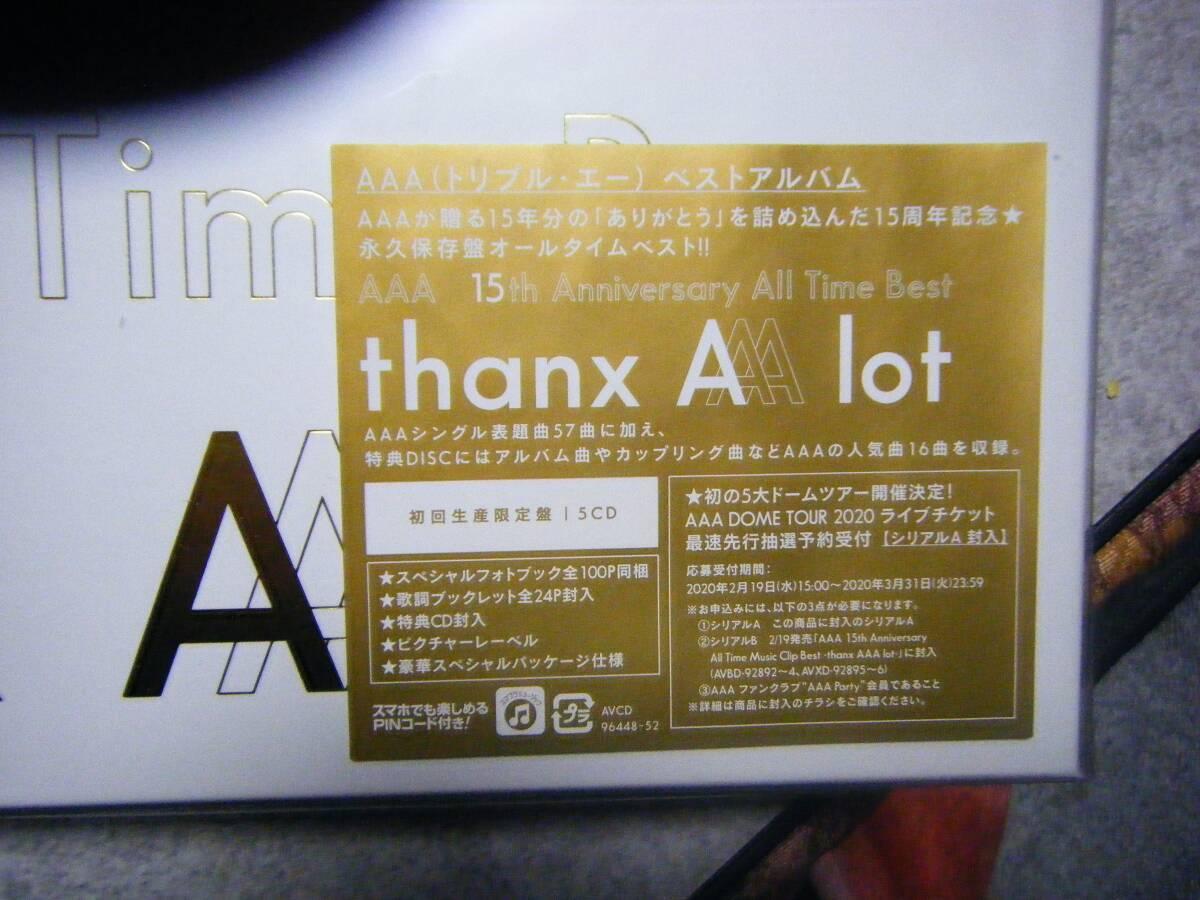 Tim
AAA(トリプル・エー) ベストアルバム
AAAが贈る15年分の「ありがとう」を詰め込んだ15周年記念★
永久保存盤オールタイムベスト!!
AAA 15th Anniversary All Time Best
thanx AAA lot
AAAシングル表題曲57曲に加え、
特典DISCにはアルバム曲やカップリング曲などAAAの人気曲16曲を収録。
初回生産限定盤 | 5CD
★スペシャルフォトブック全100P同梱
★歌詞ブックレット全24P封入
★特典CD封入
★ピクチャーレーベル
★豪華スペシャルパッケージ仕様
スマホでも楽しめる
PINコード付き!
プラ
AVCD
96448-52
★初の5大ドームツアー開催決定!
AAA DOME TOUR 2020 ライブチケット
最速先行抽選予約受付 【シリアルA 封入】
応募受付期間:
2020年2月19日(水)15:00～2020年3月31日(火)23:59
※お申込みには、以下の3点が必要になります。
①シリアルA この商品に封入のシリアルA
②シリアルB 2/19発売「AAA 15th Anniversary
All Time Music Clip Best -thanx AAA lot-」に封入
(AVBD-92892～4、AVXD-92895～6)
③AAA ファンクラブ"AAA Party"会員であること
※詳細は商品に封入のチラシをご確認ください。
AAA